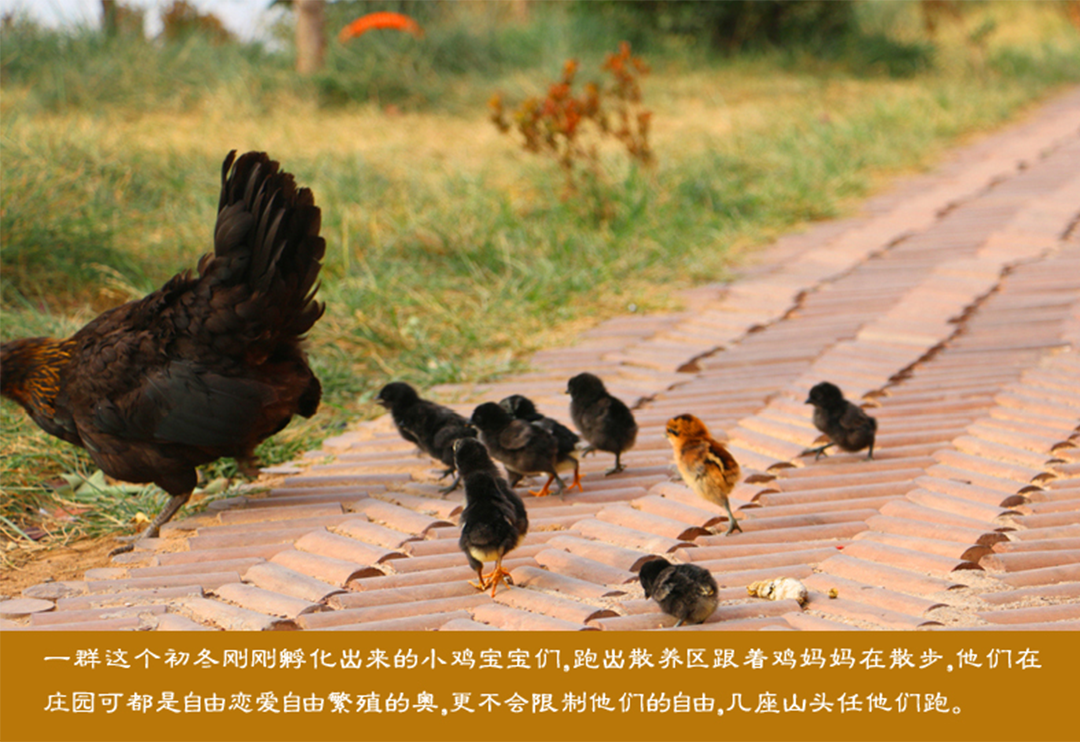 一群这个初冬刚刚孵化出来的小鸡宝宝们,跑出散养区跟着鸡妈妈在散步,他们在
庄园可都是自由恋爱自由繁殖的奥,更不会限制他们的自由,几座山头任他们跑。